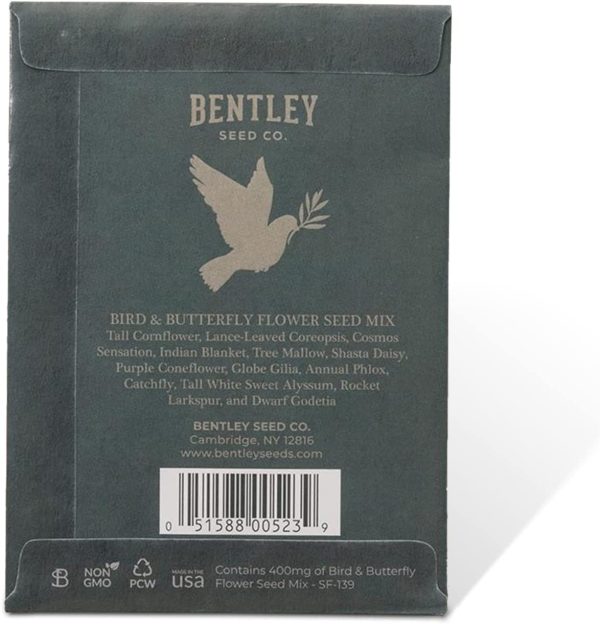 BENTLEY
SEED CO.
BIRD & BUTTERFLY FLOWER SEED MIX
Tall Cornflower, Lance-Leaved Coreopsis, Cosmos
Sensation, Indian Blanket, Tree Mallow, Shasta Daisy,
Purple Coneflower, Globe Gilia, Annual Phlox,
Catchfly, Tall White Sweet Alyssum, Rocket
Larkspur, and Dwarf Godetia
BENTLEY SEED CO.
Cambridge, NY 12816
www.bentleyseeds.com
0 51588 00523 9
B
NON
GMO
PCW
MADE IN THE
usa
Contains 400mg of Bird & Butterfly
Flower Seed Mix - SF-139